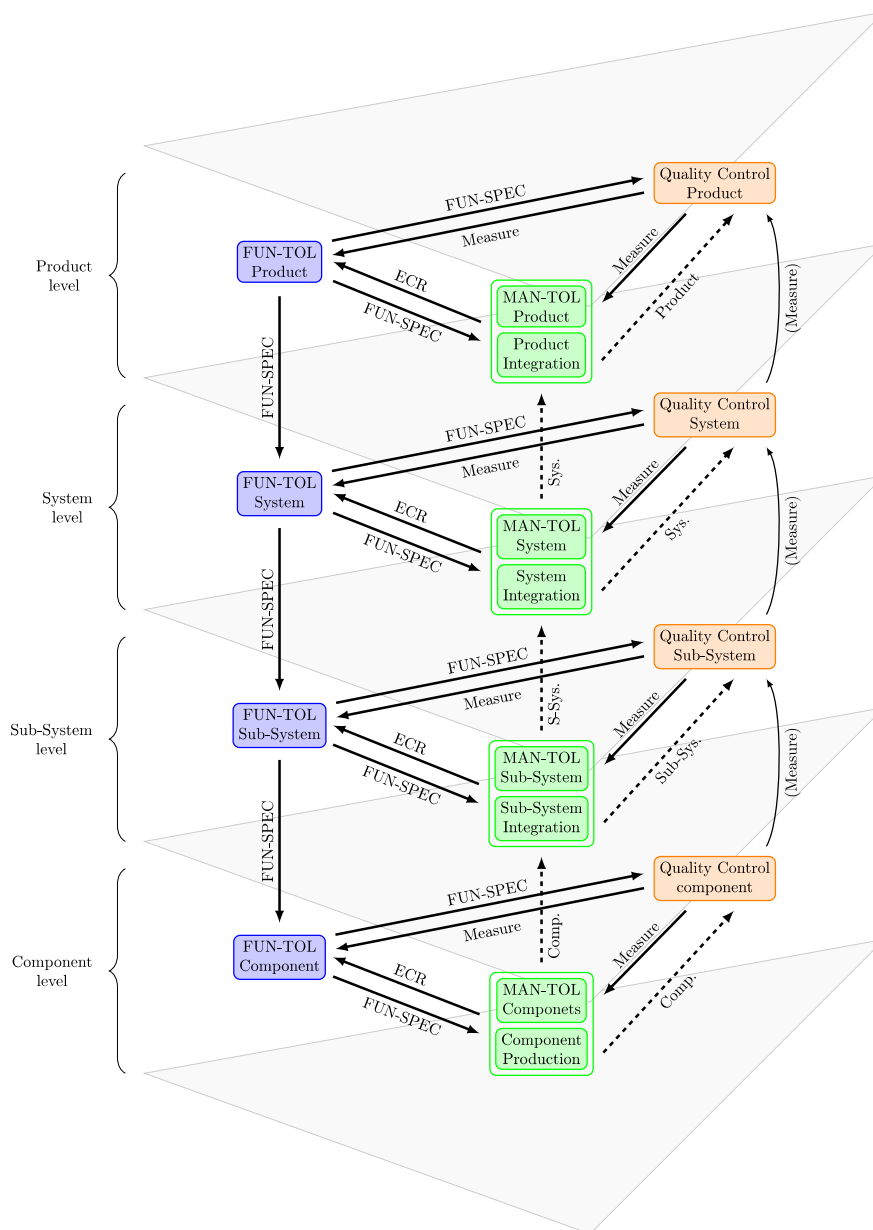 Quality Control
Product
FUN-SPEC
Measure
Product
level
FUN-TOL
Product
ECR
FUN-SPEC
MAN-TOL
Product
Product
Integration
Measure
Product
(Measure)
FUN-SPEC
Quality Control
System
FUN-SPEC
Measure
Sys.
System
level
FUN-TOL
System
ECR
FUN-SPEC
MAN-TOL
System
System
Integration
Measure
Sys.
(Measure)
FUN-SPEC
Quality Control
Sub-System
FUN-SPEC
Measure
S-Sys.
Sub-System
level
FUN-TOL
Sub-System
ECR
FUN-SPEC
MAN-TOL
Sub-System
Sub-System
Integration
Measure
Sub-Sys.
(Measure)
FUN-SPEC
Quality Control
component
FUN-SPEC
Measure
Comp.
Component
level
FUN-TOL
Component
ECR
FUN-SPEC
MAN-TOL
Componets
Component
Production
Measure
Comp.